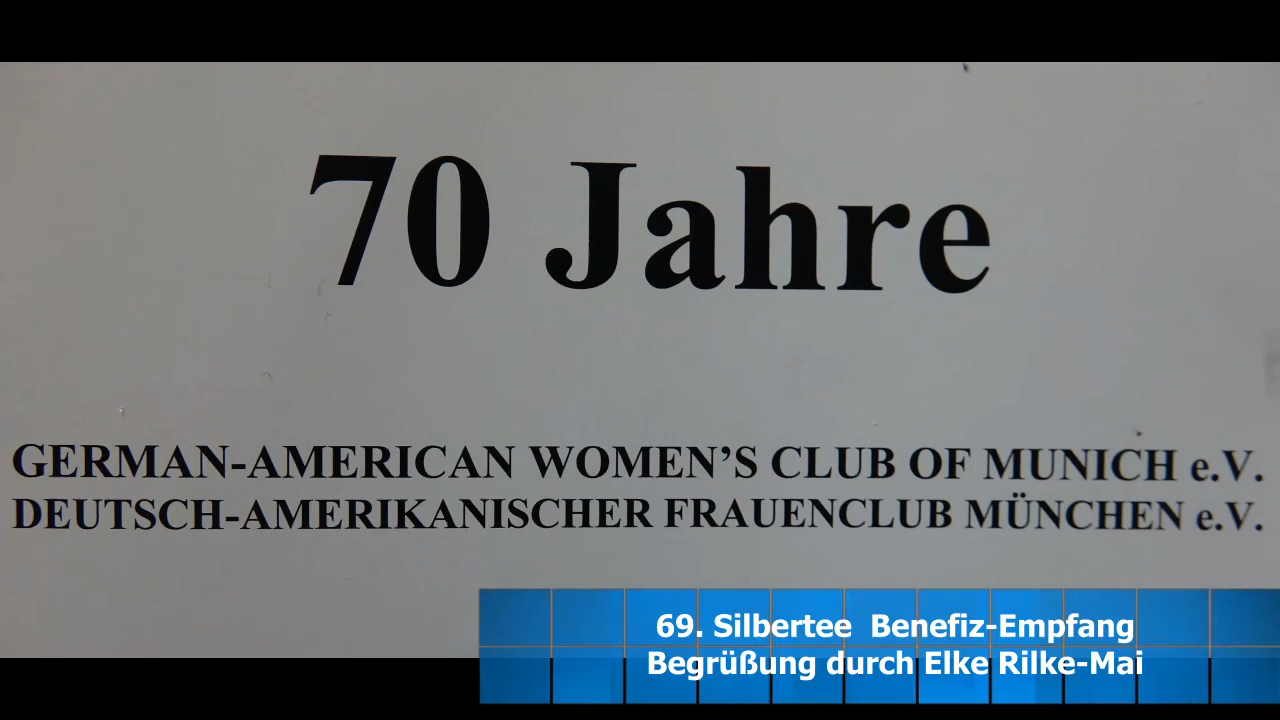 70 Jahre
GERMAN-AMERICAN WOMEN’S CLUB OF MUNICH e.V.
DEUTSCH-AMERIKANISCHER FRAUENCLUB MÜNCHEN e.V.
69. Silbertee Benefiz-Empfang
Begrüßung durch Elke Rilke-Mai